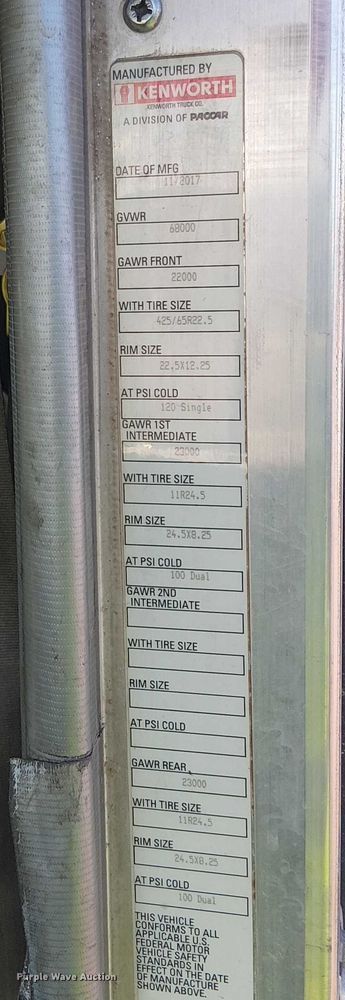 MANUFACTURED BY
KENWORTH
KENWORTH TRUCK CO.
A DIVISION OF PACCAR
DATE OF MFG
11/2017
GVWR
68000
GAWR FRONT
22000
WITH TIRE SIZE
425/65R22.5
RIM SIZE
22.5X12.25
AT PSI COLD
120 Single
GAWR 1ST
INTERMEDIATE
23000
WITH TIRE SIZE
11R24.5
RIM SIZE
24.5X8.25
AT PSI COLD
100 Dual
GAWR 2ND
INTERMEDIATE
WITH TIRE SIZE
RIM SIZE
AT PSI COLD
GAWR REAR
23000
WITH TIRE SIZE
11R24.5
RIM SIZE
24.5X8.25
AT PSI COLD
100 Dual
THIS VEHICLE
CONFORMS TO ALL
APPLICABLE U.S.
FEDERAL MOTOR
VEHICLE SAFETY
STANDARDS IN
EFFECT ON THE DATE
OF MANUFACTURE
SHOWN ABOVE.
Purple Wave Auction